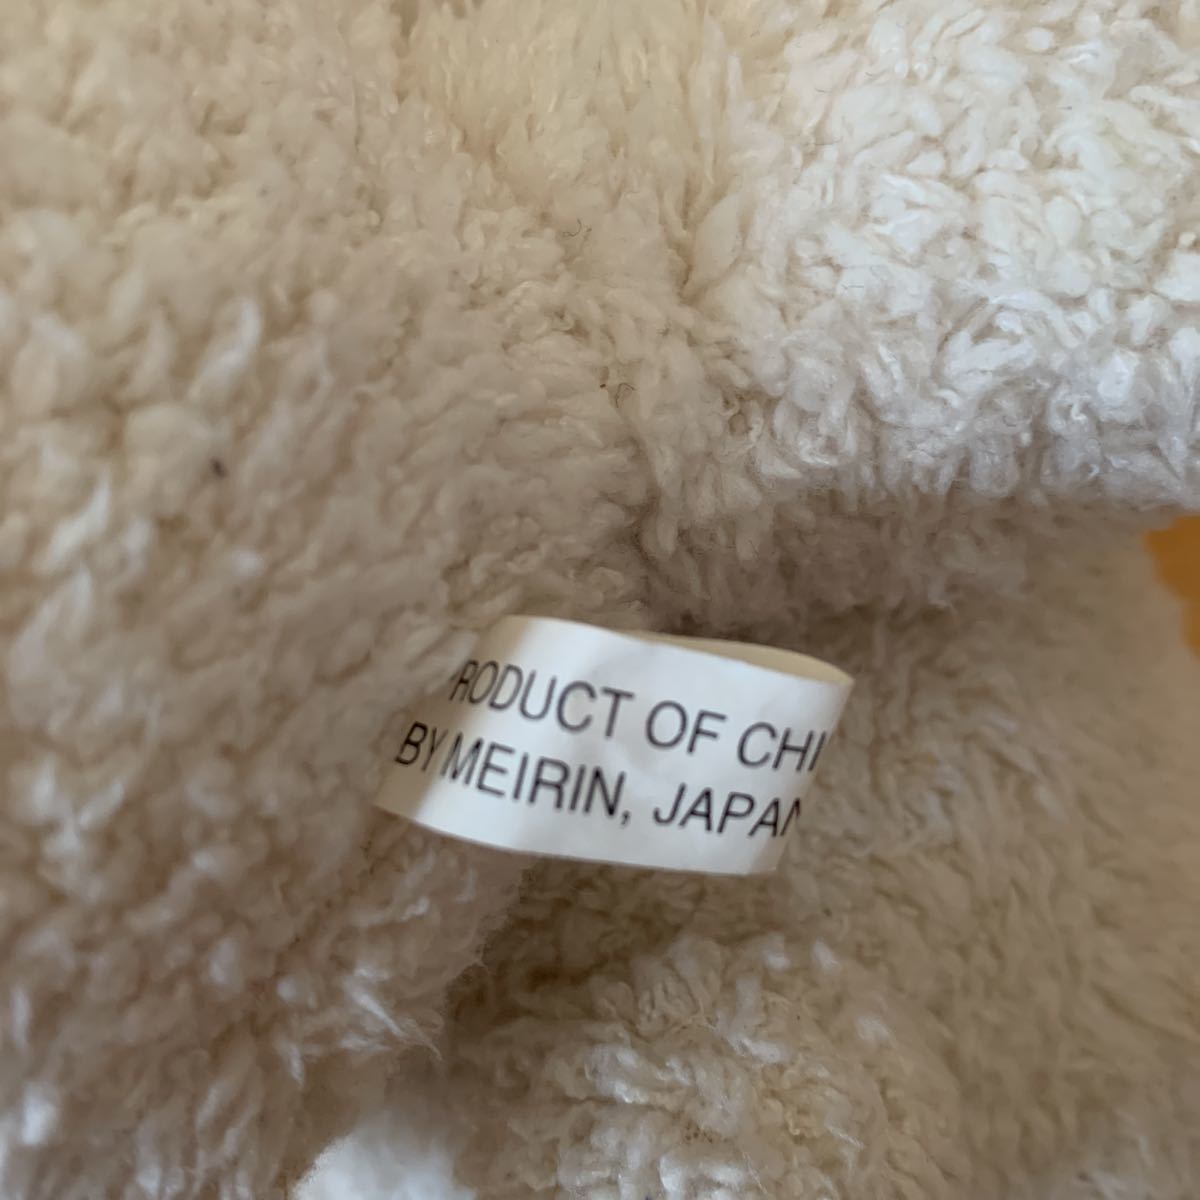 RODUCT OF CHI
BY MEIRIN, JAPAN